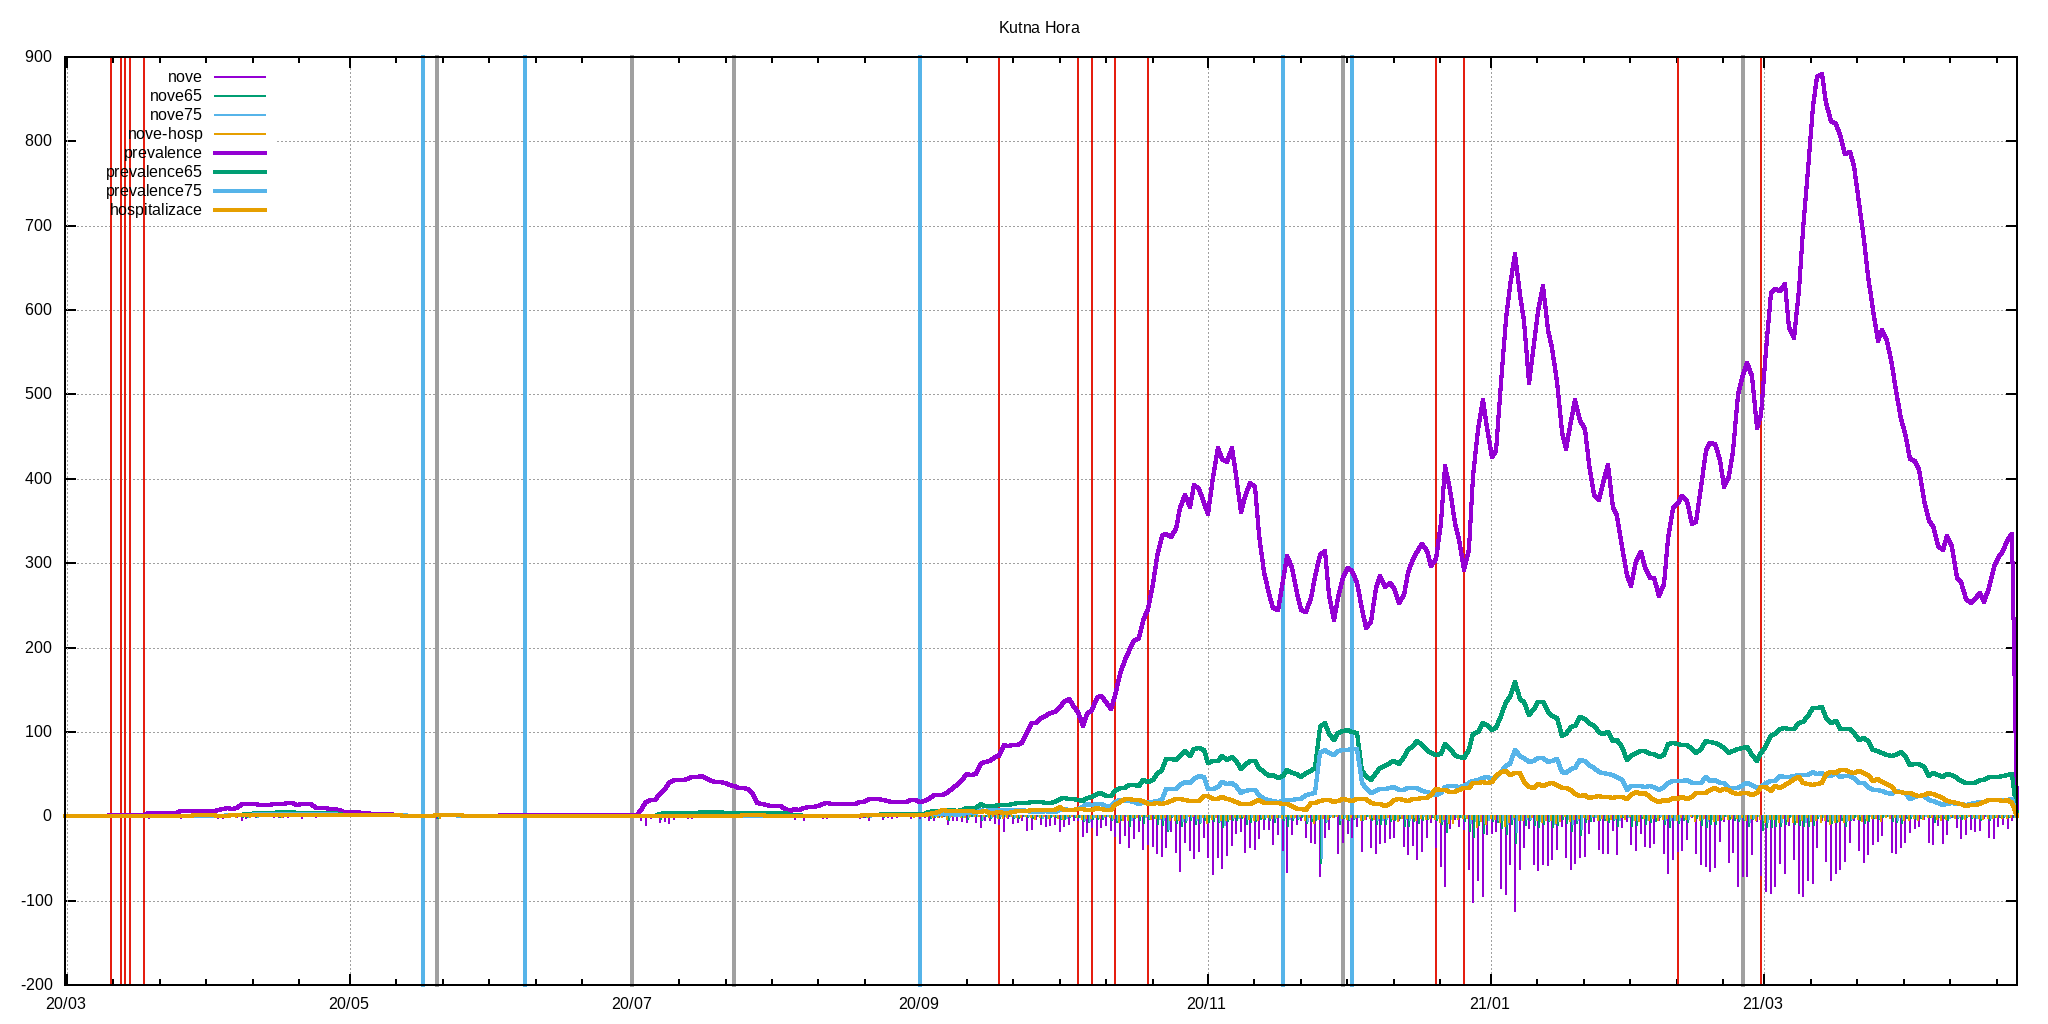 Kutna Hora
900
800
700
600
500
400
300
200
100
0
-100
-200
nove
nove65
nove75
nove-hosp
prevalence
prevalence65
prevalence75
hospitalizace
20/03 20/05 20/07 20/09 20/11 21/01 21/03